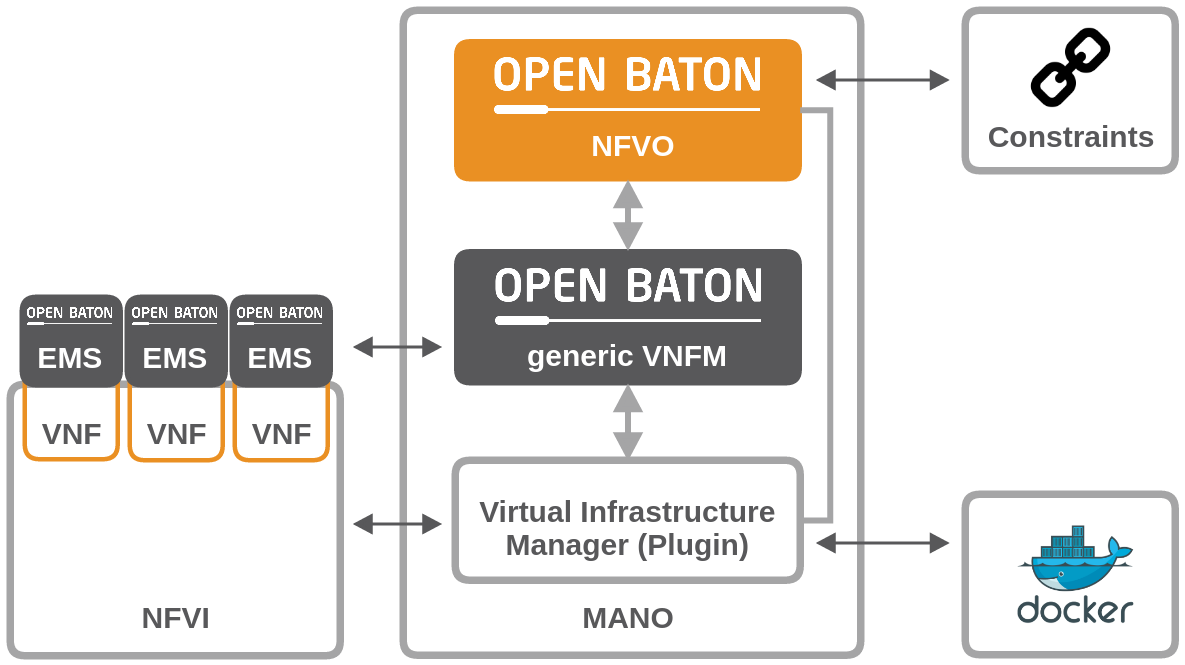 OPEN BATON
NFVO
Constraints
OPEN BATON
generic VNFM
OPEN BATON
EMS
VNF
OPEN BATON
EMS
VNF
OPEN BATON
EMS
VNF
NFVI
Virtual Infrastructure
Manager (Plugin)
MANO
docker